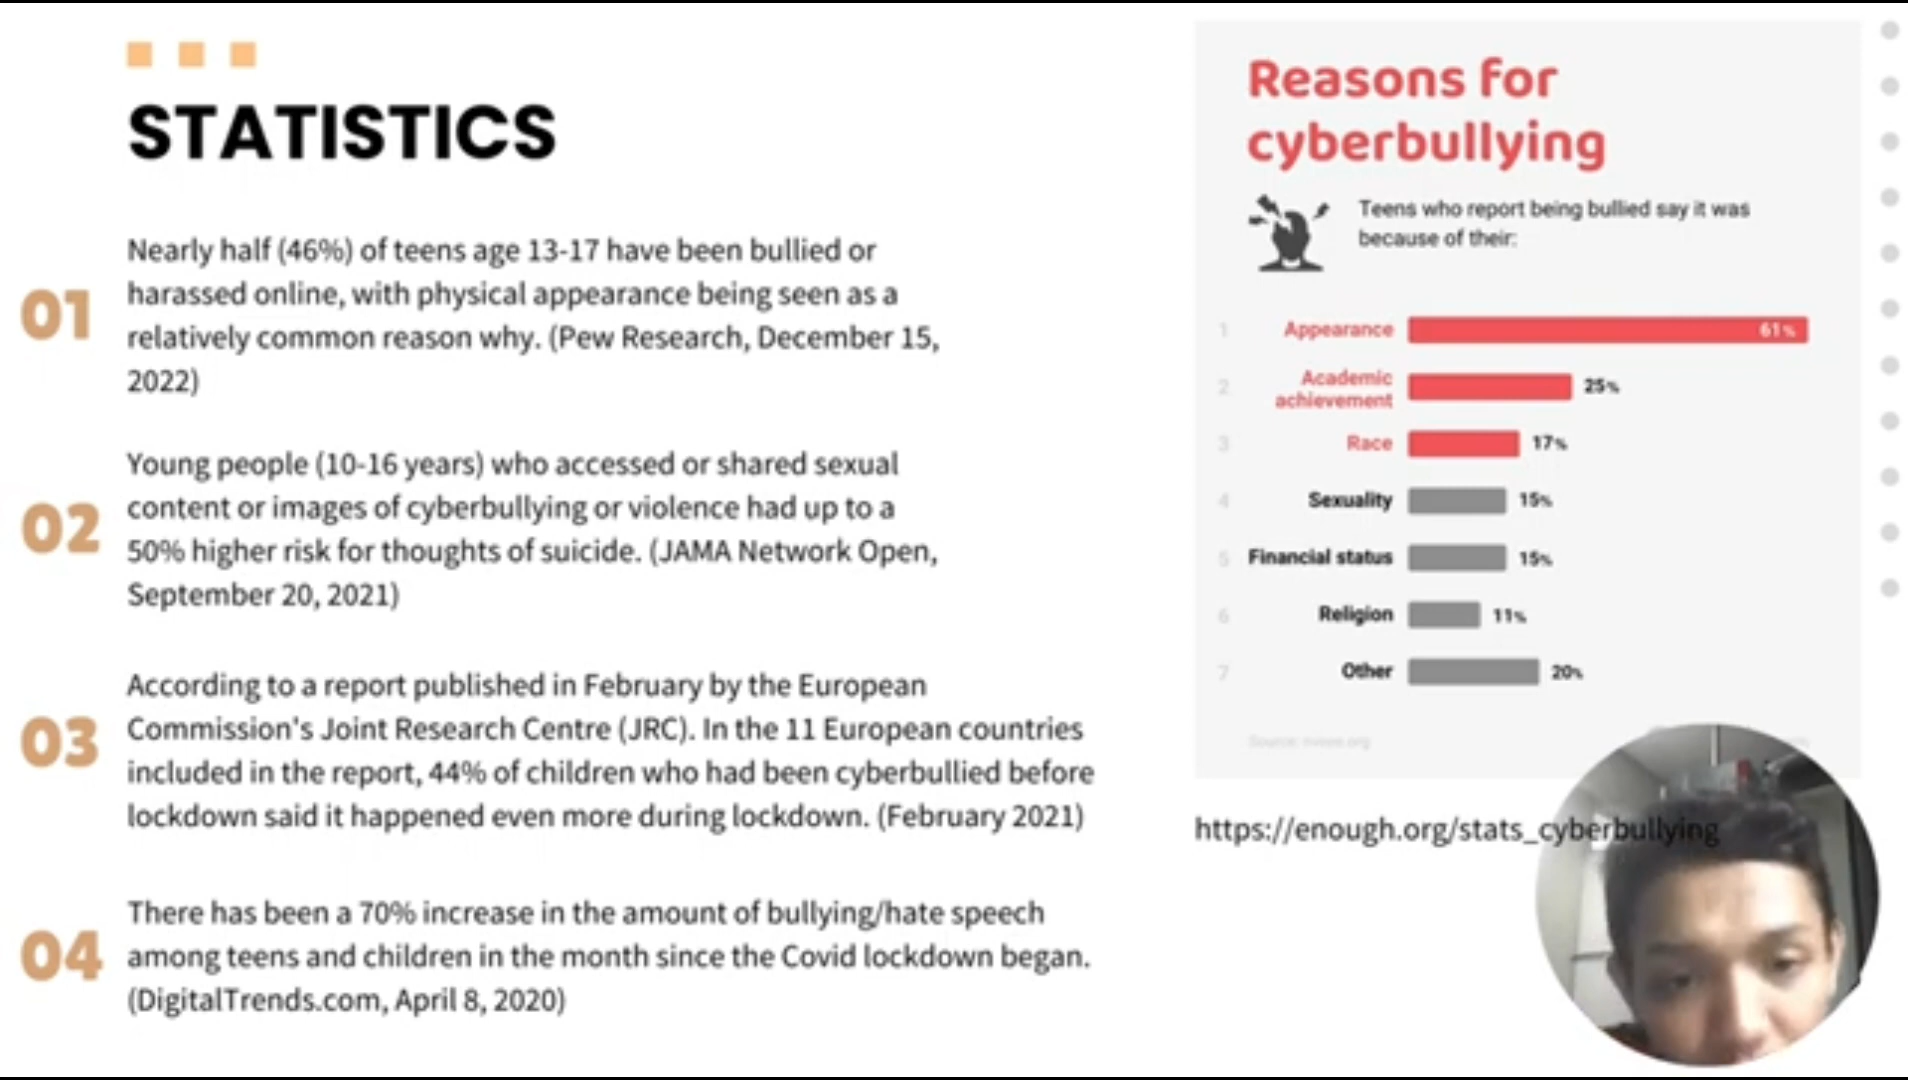 STATISTICS
01
Nearly half (46%) of teens age 13-17 have been bullied or
harassed online, with physical appearance being seen as a
relatively common reason why. (Pew Research, December 15,
2022)
02
Young people (10-16 years) who accessed or shared sexual
content or images of cyberbullying or violence had up to a
50% higher risk for thoughts of suicide. (JAMA Network Open,
September 20, 2021)
03
According to a report published in February by the European
Commission's Joint Research Centre (JRC). In the 11 European countries
included in the report, 44% of children who had been cyberbullied before
lockdown said it happened even more during lockdown. (February 2021)
04
There has been a 70% increase in the amount of bullying/hate speech
among teens and children in the month since the Covid lockdown began.
(DigitalTrends.com, April 8, 2020)
Reasons for
cyberbullying
Teens who report being bullied say it was
because of their:
1 Appearance 61%
2 Academic
achievement 25%
3 Race 17%
4 Sexuality 15%
5 Financial status 15%
6 Religion 11%
7 Other 20%
Source:
https://enough.org/stats_cyberbullying